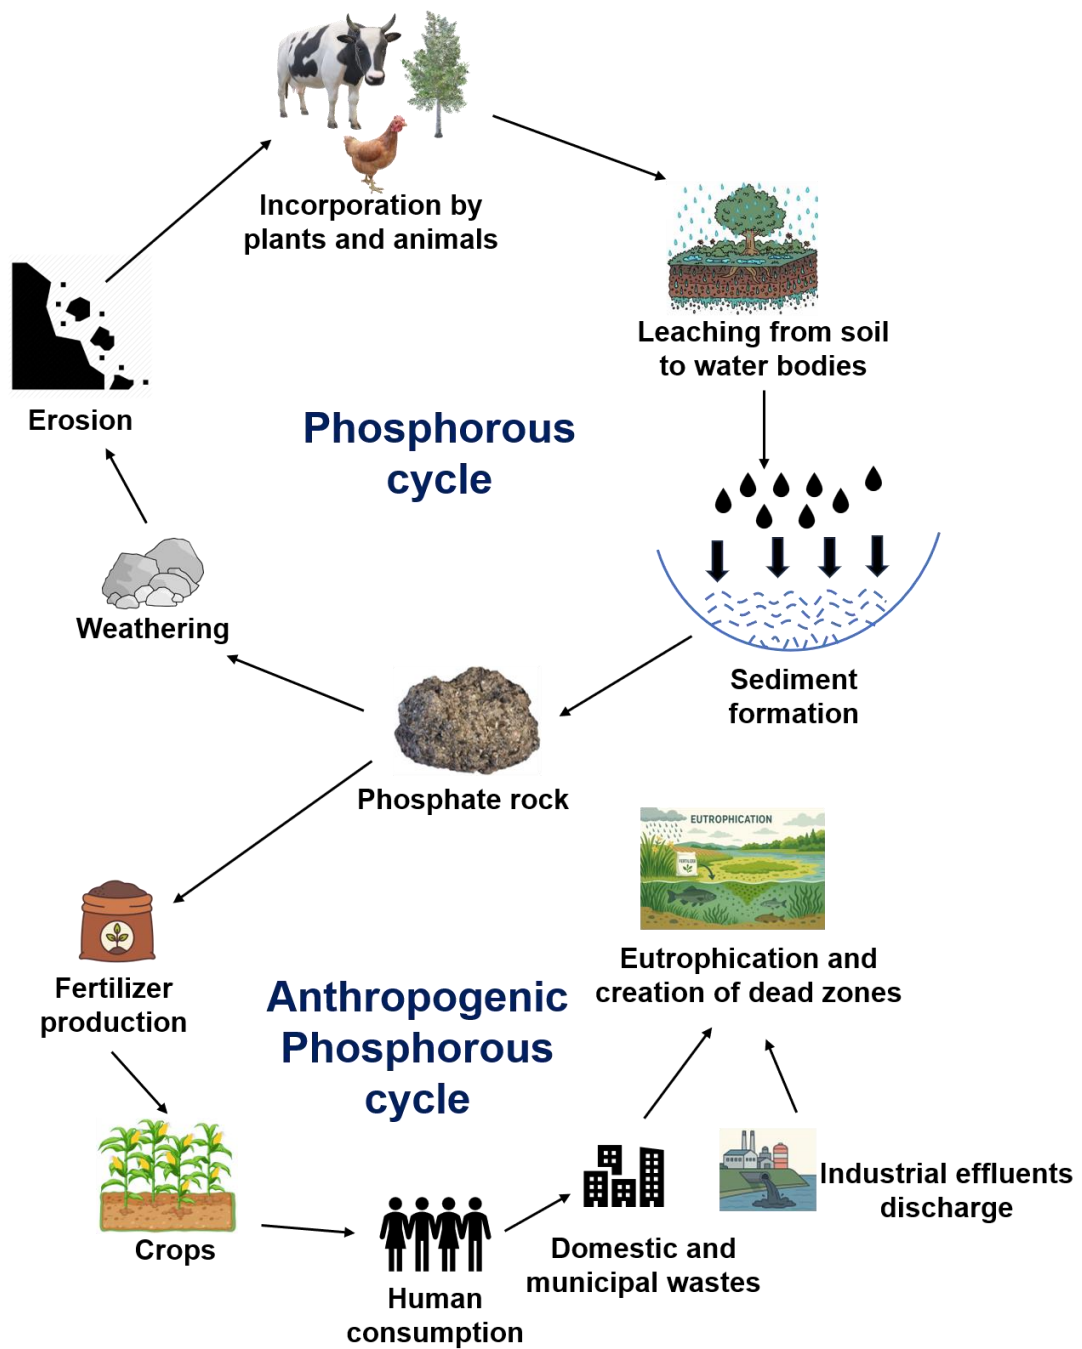 Incorporation by
plants and animals
Leaching from soil
to water bodies
Erosion
Phosphorous
cycle
Weathering
Sediment
formation
Phosphate rock
EUTROPHICATION
FERTILIZER
Eutrophication and
creation of dead zones
Fertilizer
production
Anthropogenic
Phosphorous
cycle
Industrial effluents
discharge
Crops
Domestic and
municipal wastes
Human
consumption